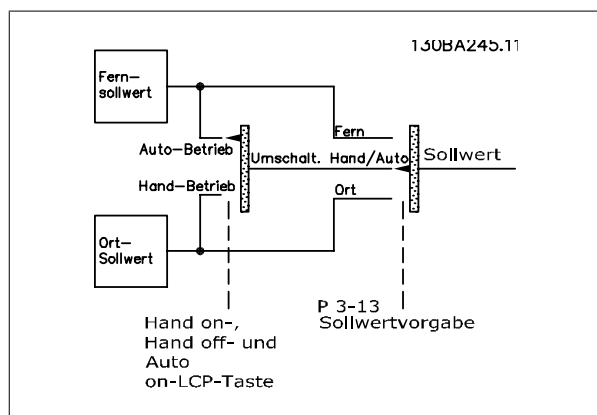 130BA245.11
Fern–
sollwert
Fern
Auto–Betrieb
Umschalt. Hand/Auto
Sollwert
Hand–Betrieb
Ort
Ort–
Sollwert
Hand on-,
Hand off- und
Auto
on-LCP-Taste
P 3-13
Sollwertvorgabe